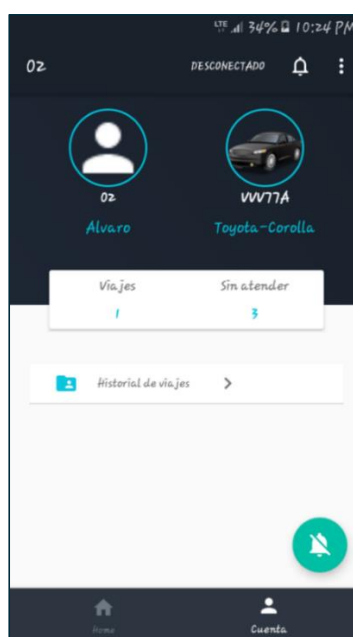 LTE 34% 10:24 PM
02 DESCONECTADO
02 VVV77A
Alvaro Toyota-Corolla
Viajes Sin atender
1 3
Historial de viajes
Home Cuenta